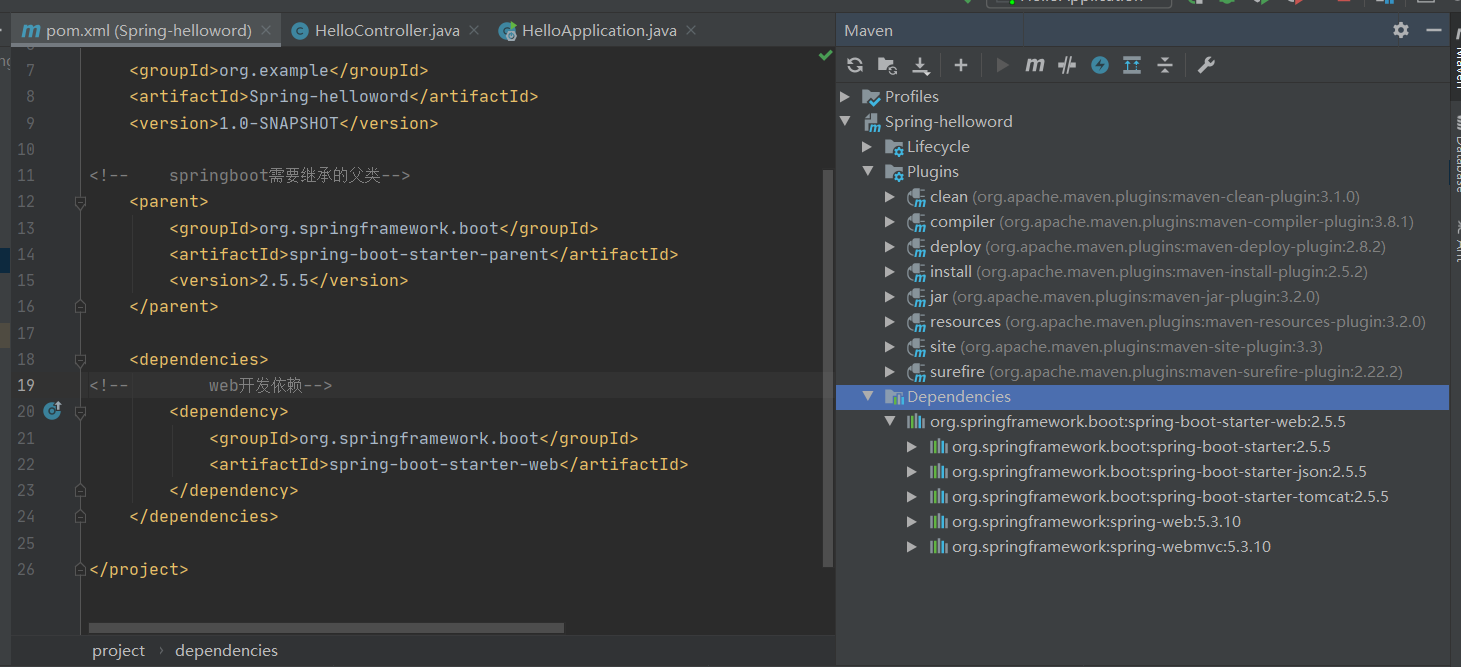 pom.xml (Spring-helloword)
HelloController.java
HelloApplication.java
7 <groupId>org.example</groupId>
8 <artifactId>Spring-helloword</artifactId>
9 <version>1.0-SNAPSHOT</version>
10
11 <!-- springboot需要继承的父类-->
12 <parent>
13 <groupId>org.springframework.boot</groupId>
14 <artifactId>spring-boot-starter-parent</artifactId>
15 <version>2.5.5</version>
16 </parent>
17
18 <dependencies>
19 <!-- web开发依赖-->
20 <dependency>
21 <groupId>org.springframework.boot</groupId>
22 <artifactId>spring-boot-starter-web</artifactId>
23 </dependency>
24 </dependencies>
25
26 </project>
project › dependencies
Maven
Profiles
Spring-helloword
Lifecycle
Plugins
clean (org.apache.maven.plugins:maven-clean-plugin:3.1.0)
compiler (org.apache.maven.plugins:maven-compiler-plugin:3.8.1)
deploy (org.apache.maven.plugins:maven-deploy-plugin:2.8.2)
install (org.apache.maven.plugins:maven-install-plugin:2.5.2)
jar (org.apache.maven.plugins:maven-jar-plugin:3.2.0)
resources (org.apache.maven.plugins:maven-resources-plugin:3.2.0)
site (org.apache.maven.plugins:maven-site-plugin:3.3)
surefire (org.apache.maven.plugins:maven-surefire-plugin:2.22.2)
Dependencies
org.springframework.boot:spring-boot-starter-web:2.5.5
org.springframework.boot:spring-boot-starter:2.5.5
org.springframework.boot:spring-boot-starter-json:2.5.5
org.springframework.boot:spring-boot-starter-tomcat:2.5.5
org.springframework:spring-web:5.3.10
org.springframework:spring-webmvc:5.3.10